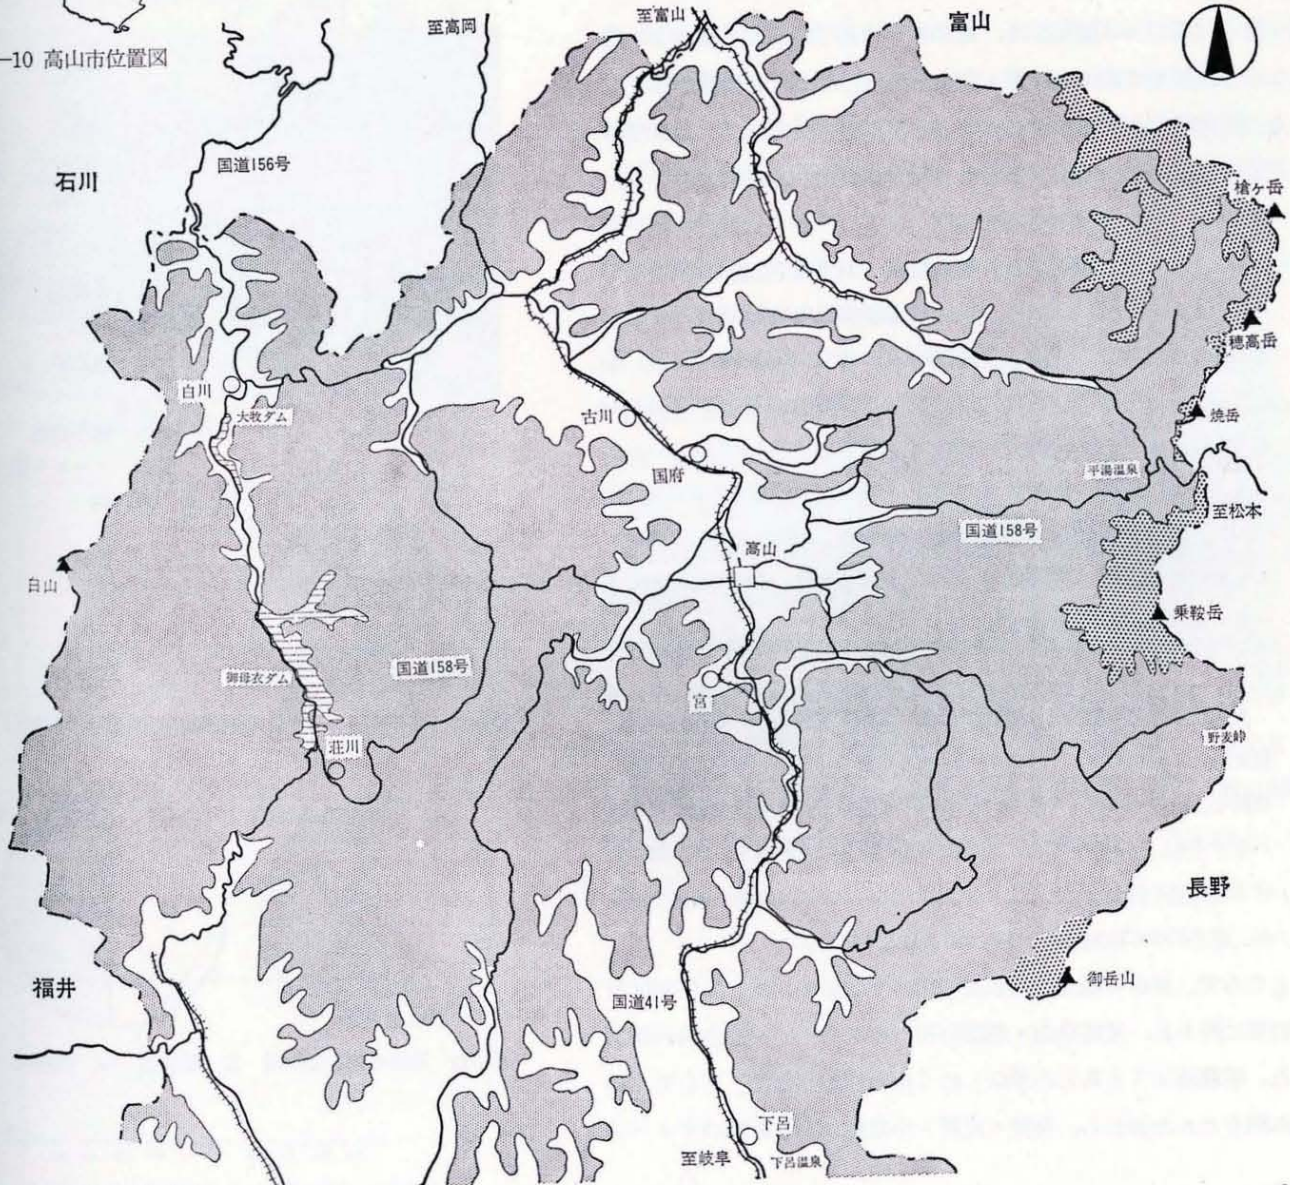 -10 高山市位置図
至高岡
至富山
富山
国道156号
石川
槍ヶ岳
穂高岳
白川
大牧ダム
古川
焼岳
国府
平湯温泉
至松本
国道158号
高山
白山
乗鞍岳
国道158号
御母衣ダム
宮
荘川
野麦峠
長野
御岳山
福井
国道41号
下呂
至岐阜
下呂温泉